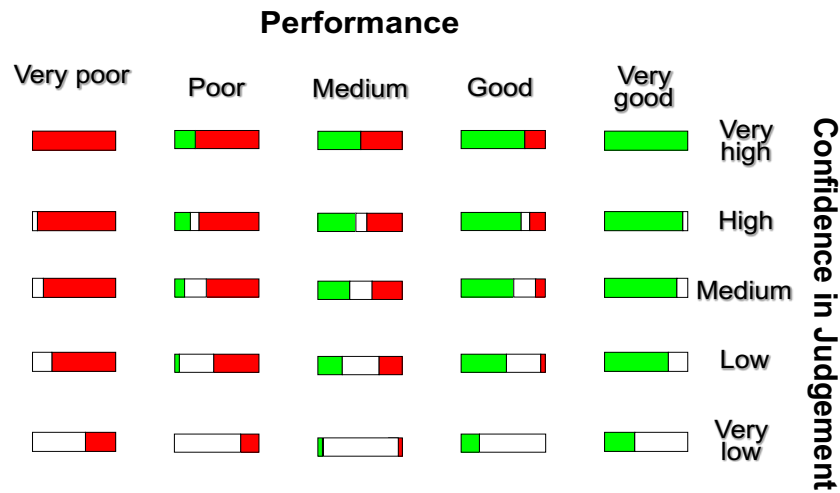 Performance
Very poor
Poor
Medium
Good
Very
good
Very
high
High
Medium
Low
Very
low
Confidence in Judgement